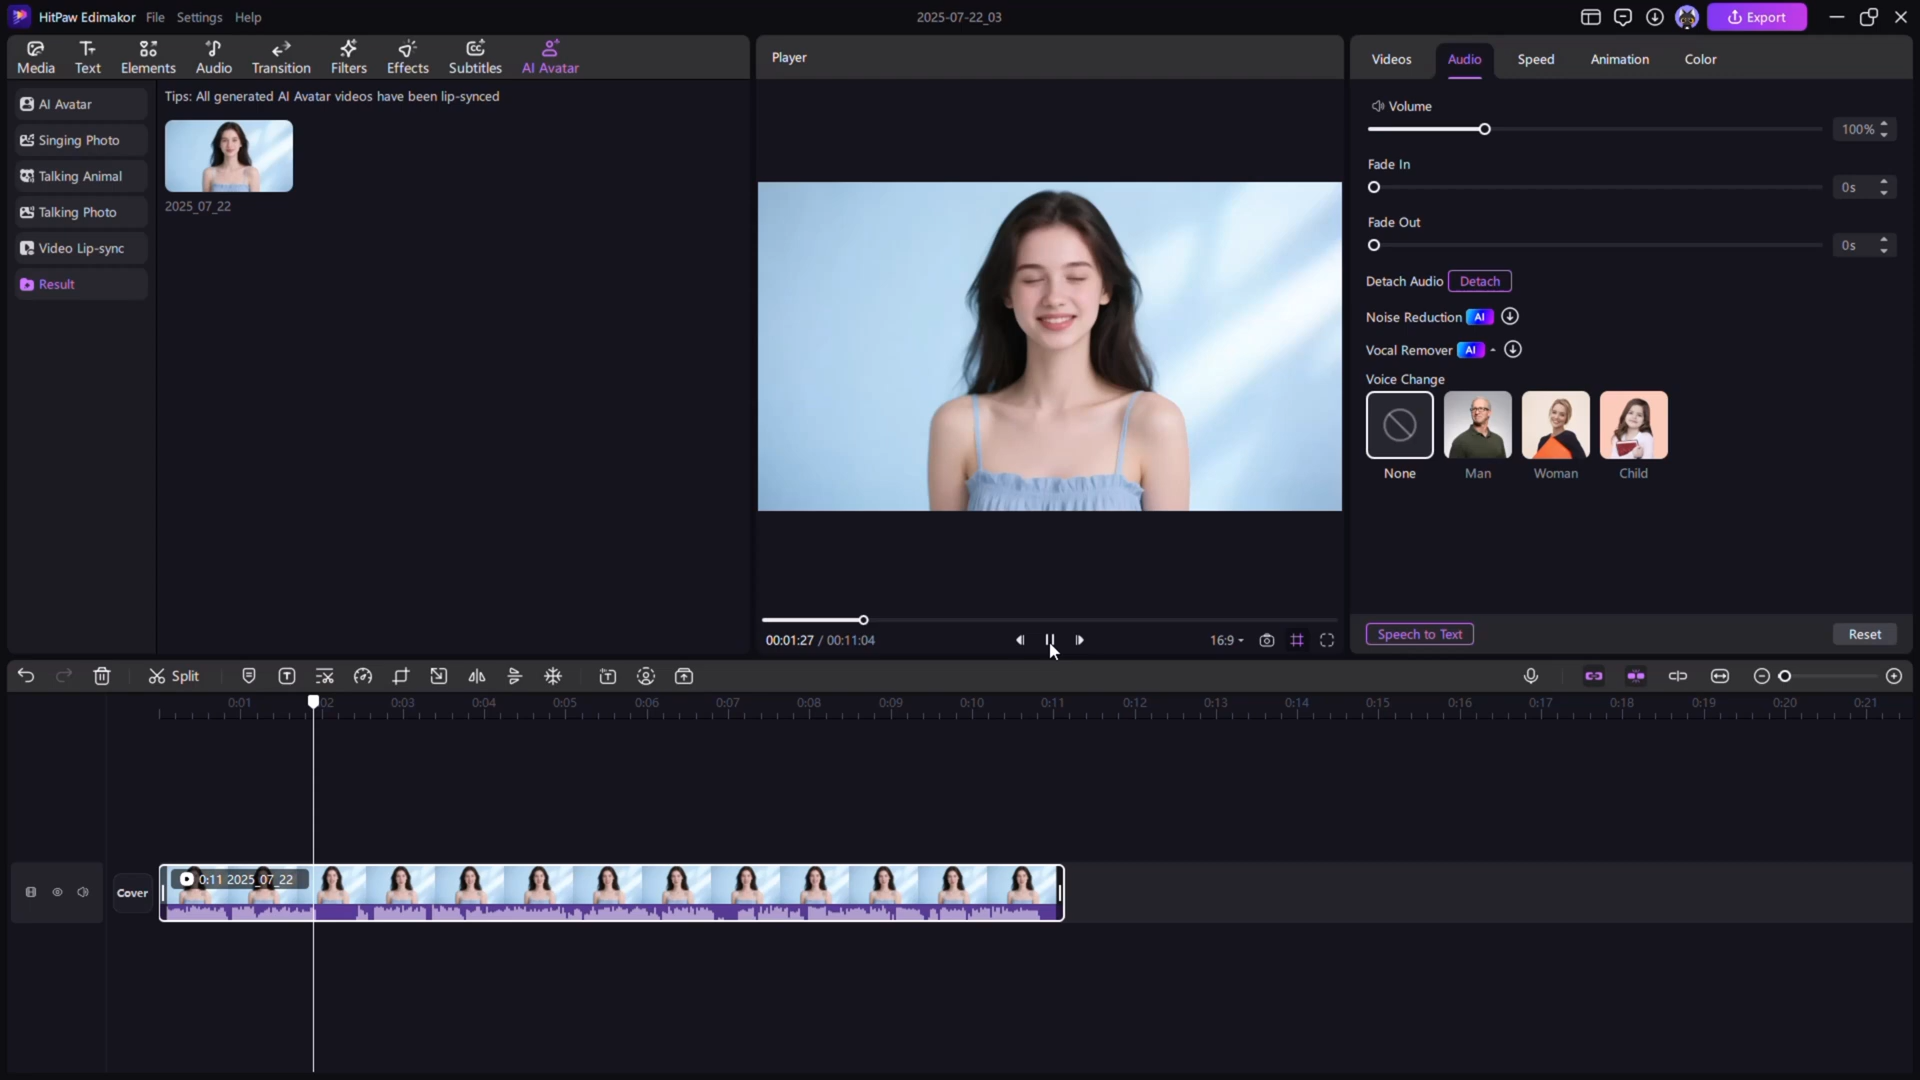 HitPaw Edimakor File Settings Help
2025-07-22_03
Export
Media Text Elements Audio Transition Filters Effects Subtitles AI Avatar
AI Avatar
Singing Photo
Talking Animal
Talking Photo
Video Lip-sync
Result
Tips: All generated AI Avatar videos have been lip-synced
2025_07_22
Player
00:01:27 / 00:11:04
16:9
Videos Audio Speed Animation Color
Volume
100%
Fade In
0s
Fade Out
0s
Detach Audio Detach
Noise Reduction AI
Vocal Remover AI
Voice Change
None Man Woman Child
Speech to Text Reset
Split
0:01 02 0:03 0:04 0:05 0:06 0:07 0:08 0:09 0:10 0:11 0:12 0:13 0:14 0:15 0:16 0:17 0:18 0:19 0:20 0:21
Cover
0:11 2025_07_22